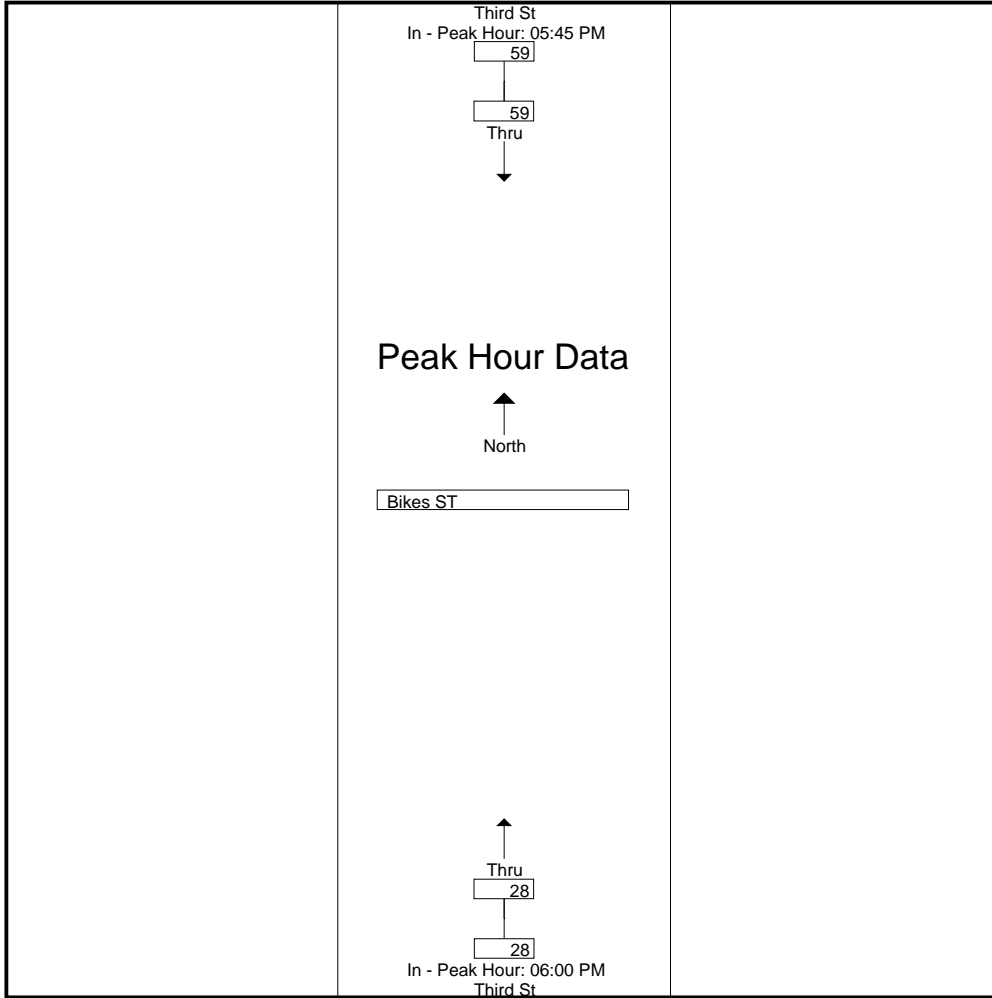 Third St
In - Peak Hour: 05:45 PM
59
59
Thru
Peak Hour Data
North
Bikes ST
Thru
28
28
In - Peak Hour: 06:00 PM
Third St